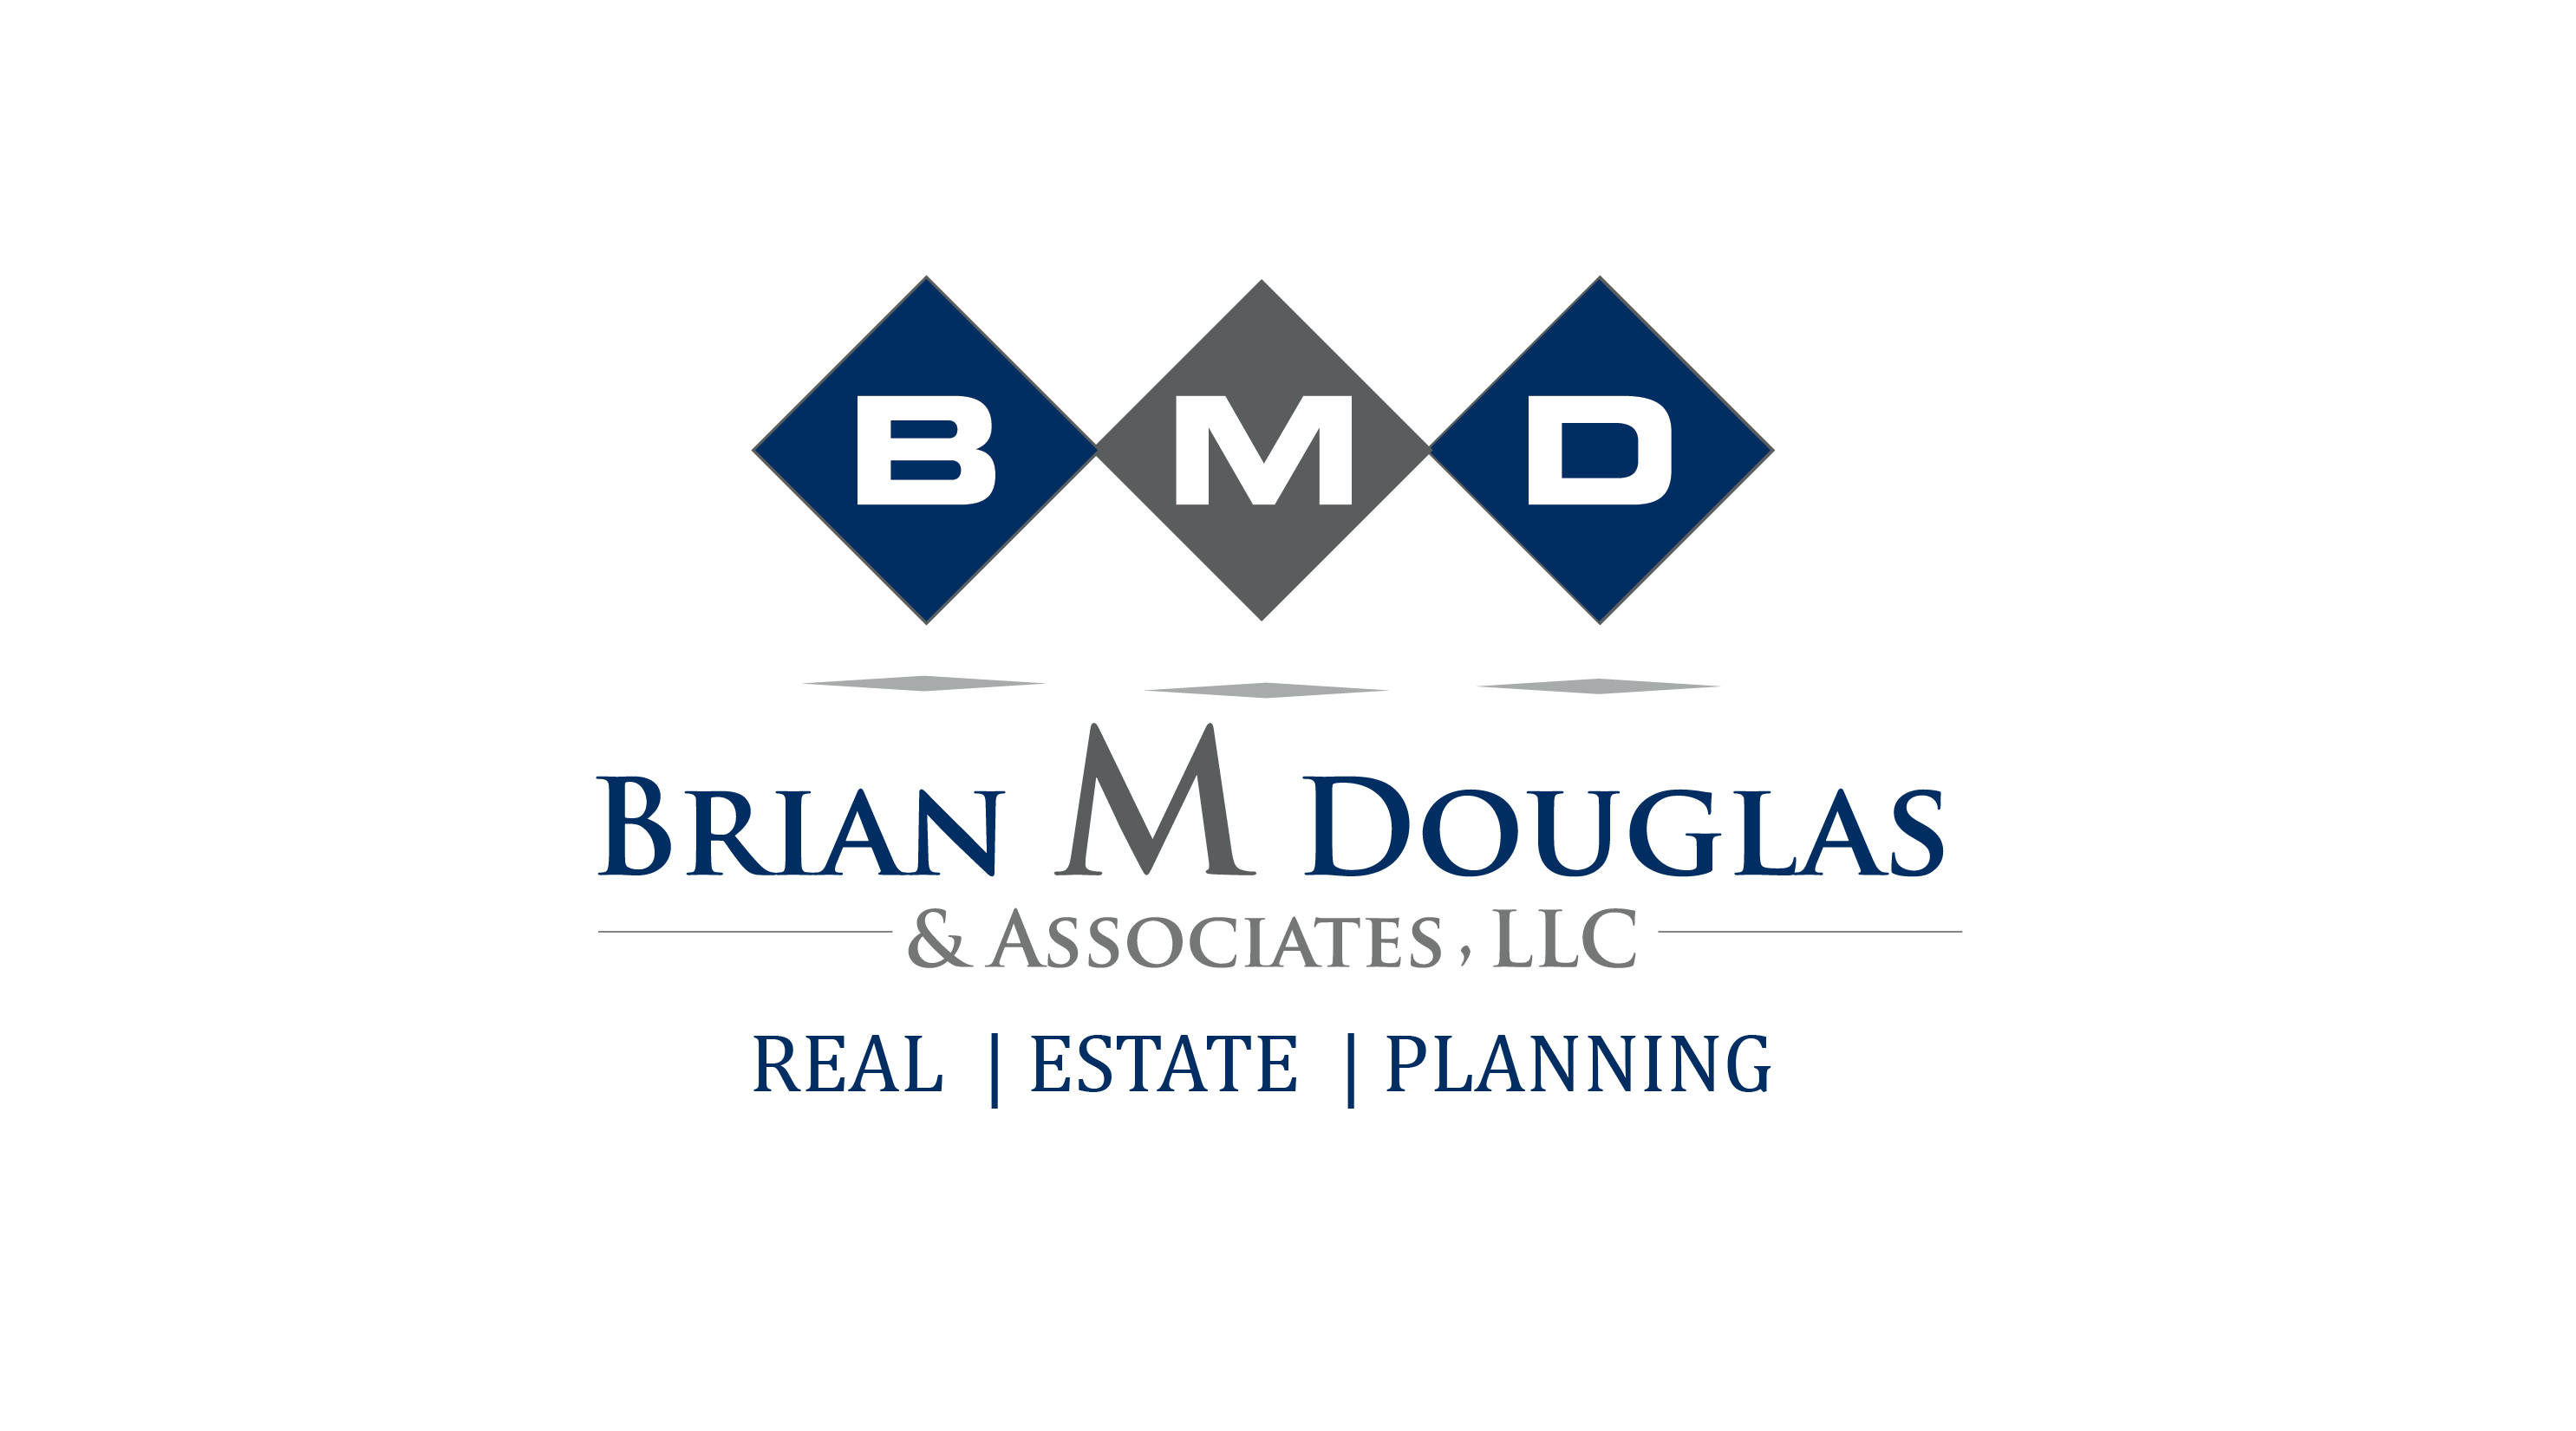 BMD
BRIAN M DOUGLAS
& ASSOCIATES, LLC
REAL | ESTATE | PLANNING